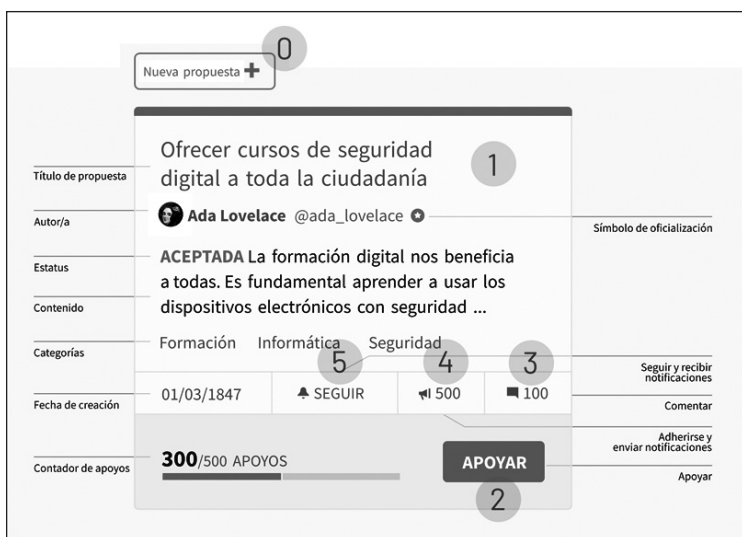 0
Nueva propuesta +
Ofrecer cursos de seguridad
digital a toda la ciudadanía
1
Título de propuesta
Autor/a
Ada Lovelace @ada_lovelace
Símbolo de oficialización
Estatus
ACEPTADA La formación digital nos beneficia
a todas. Es fundamental aprender a usar los
dispositivos electrónicos con seguridad ...
Contenido
Categorías
Formación Informática Seguridad
5
4
3
Seguir y recibir
notificaciones
Fecha de creación
01/03/1847
SEGUIR
500
100
Comentar
Adherirse y
enviar notificaciones
Contador de apoyos
300/500 APOYOS
APOYAR
Apoyar
2